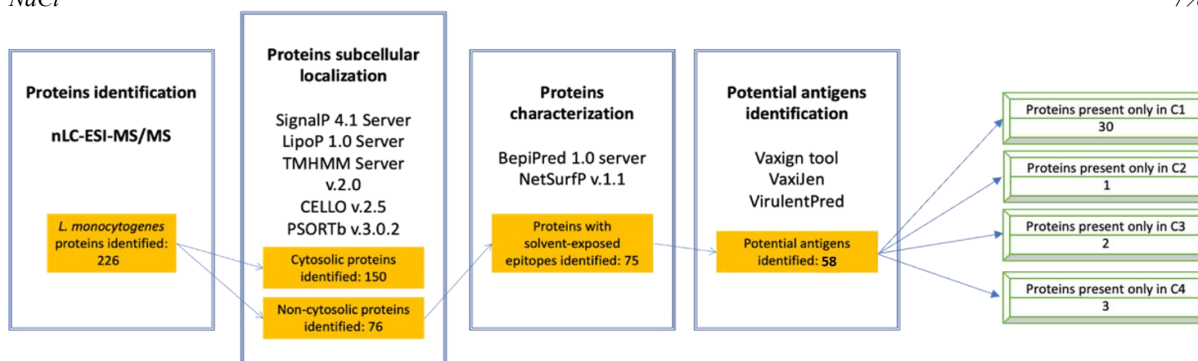 NaCl
7%
Proteins identification
nLC-ESI-MS/MS
L. monocytogenes
proteins identified:
226
Proteins subcellular
localization
SignalP 4.1 Server
LipoP 1.0 Server
TMHMM Server
v.2.0
CELLO v.2.5
PSORTb v.3.0.2
Cytosolic proteins
identified: 150
Non-cytosolic proteins
identified: 76
Proteins
characterization
BepiPred 1.0 server
NetSurfP v.1.1
Proteins with
solvent-exposed
epitopes identified: 75
Potential antigens
identification
Vaxign tool
VaxiJen
VirulentPred
Potential antigens
identified: 58
Proteins present only in C1
30
Proteins present only in C2
1
Proteins present only in C3
2
Proteins present only in C4
3